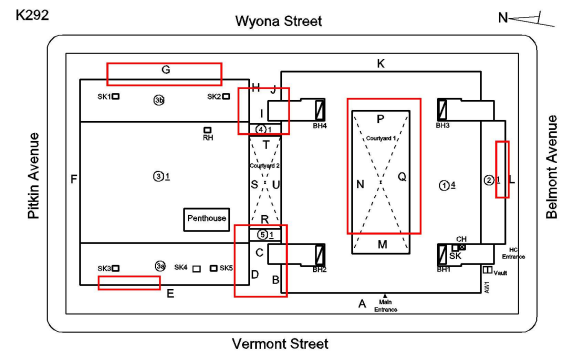 K292
Wyona Street
N
G
K
H
J
SK1
3b
SK2
I
BH4
P
BH3
4 1
RH
T
Courtyard 1
Courtyard 2
Pitkin Avenue
F
3 1
S
U
N
Q
1 4
2 1
L
Belmont Avenue
Penthouse
R
5 1
M
CH
SK
HC
Entrance
C
SK3
3a
SK4
SK5
D
B
BH2
BH1
Vault
AX1
E
A
Main
Entrance
Vermont Street